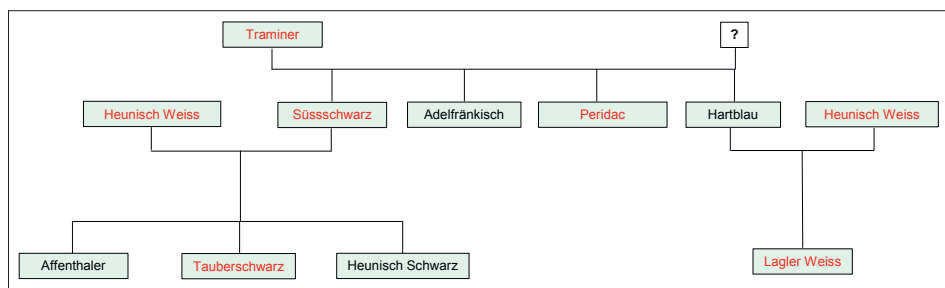 Traminer
?
Heunisch Weiss
Süssschwarz
Adelfränkisch
Peridac
Hartblau
Heunisch Weiss
Affenthaler
Tauberschwarz
Heunisch Schwarz
Lagler Weiss